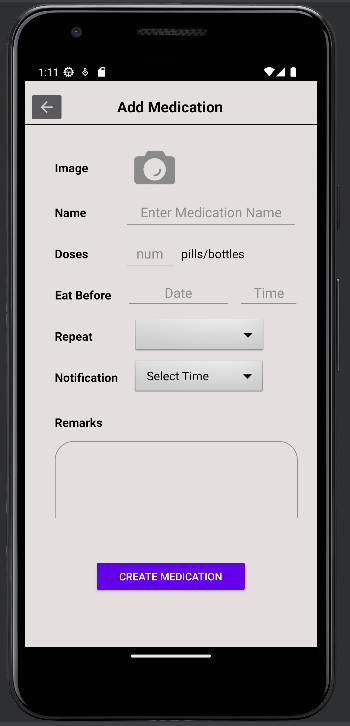 1:11
Add Medication
Image
Name Enter Medication Name
Doses num pills/bottles
Eat Before Date Time
Repeat
Notification Select Time
Remarks
CREATE MEDICATION